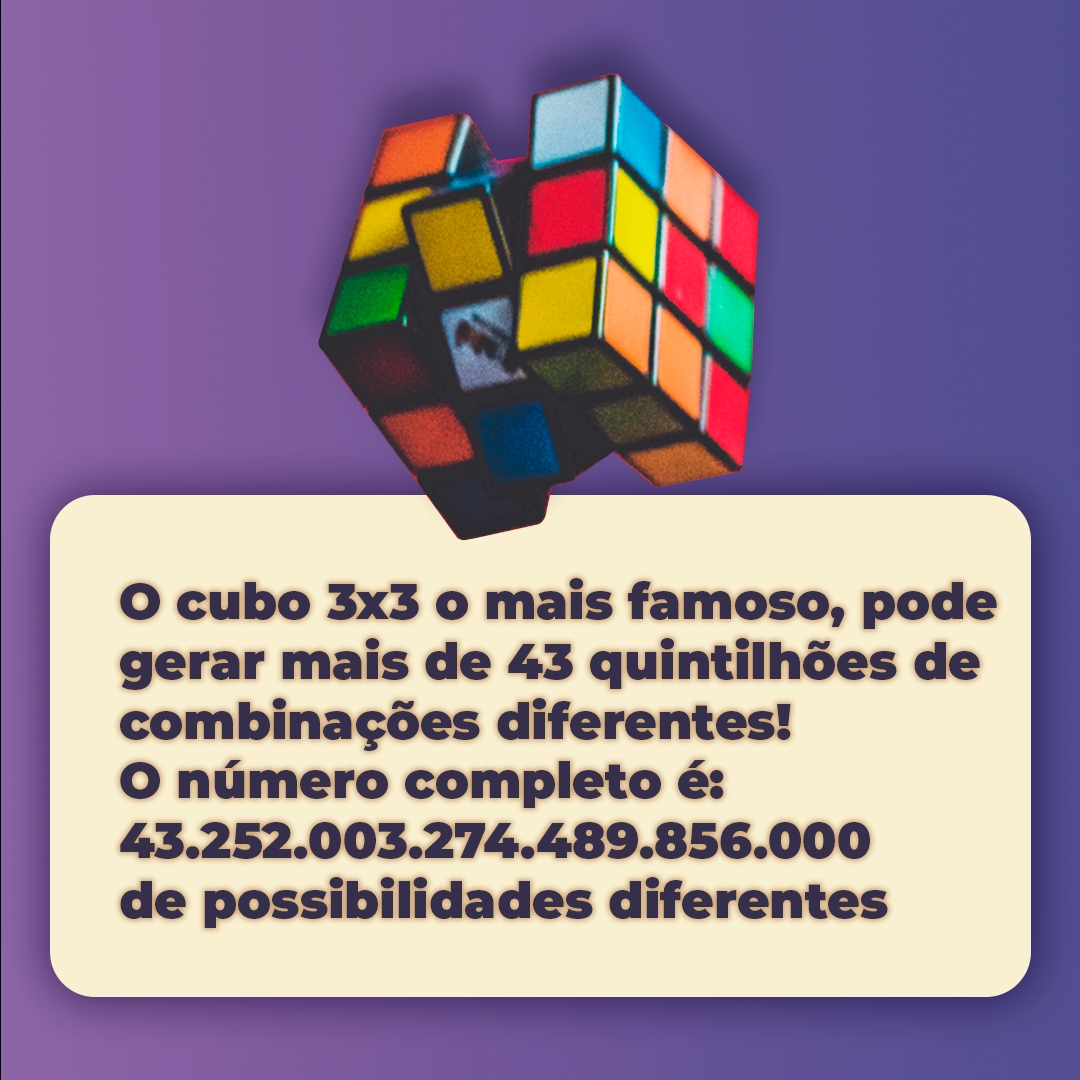 O cubo 3x3 o mais famoso, pode
gerar mais de 43 quintilhões de
combinações diferentes!
O número completo é:
43.252.003.274.489.856.000
de possibilidades diferentes